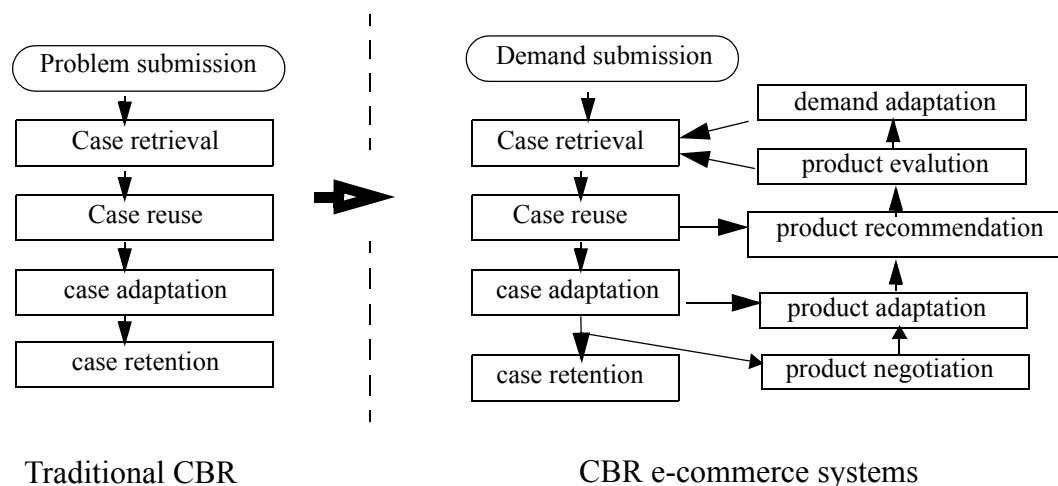 Problem submission
Case retrieval
Case reuse
case adaptation
case retention
Traditional CBR
Demand submission
Case retrieval
Case reuse
case adaptation
case retention
demand adaptation
product evalution
product recommendation
product adaptation
product negotiation
CBR e-commerce systems